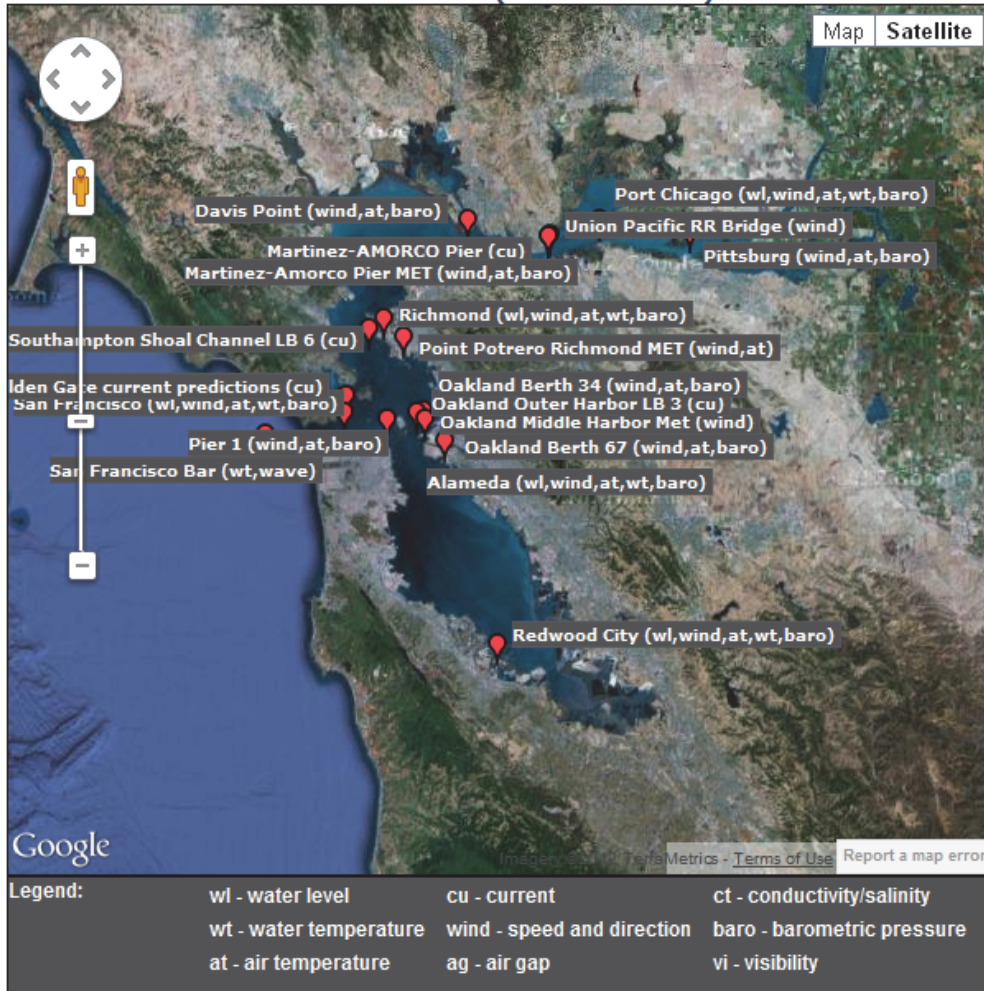 Map Satellite
Port Chicago (wl,wind,at,wt,baro)
Davis Point (wind,at,baro)
Union Pacific RR Bridge (wind)
Martinez-AMORCO Pier (cu)
Pittsburg (wind,at,baro)
Martinez-Amorco Pier MET (wind,at,baro)
Richmond (wl,wind,at,wt,baro)
Southampton Shoal Channel LB 6 (cu)
Point Potrero Richmond MET (wind,at)
lden Gate current predictions (cu)
Oakland Berth 34 (wind,at,baro)
San Francisco (wl,wind,at,wt,baro)
Oakland Outer Harbor LB 3 (cu)
Oakland Middle Harbor Met (wind)
Pier 1 (wind,at,baro)
Oakland Berth 67 (wind,at,baro)
San Francisco Bar (wt,wave)
Alameda (wl,wind,at,wt,baro)
Redwood City (wl,wind,at,wt,baro)
Google
TerraMetrics - Terms of Use Report a map error
Legend: wl - water level cu - current ct - conductivity/salinity
wt - water temperature wind - speed and direction baro - barometric pressure
at - air temperature ag - air gap vi - visibility